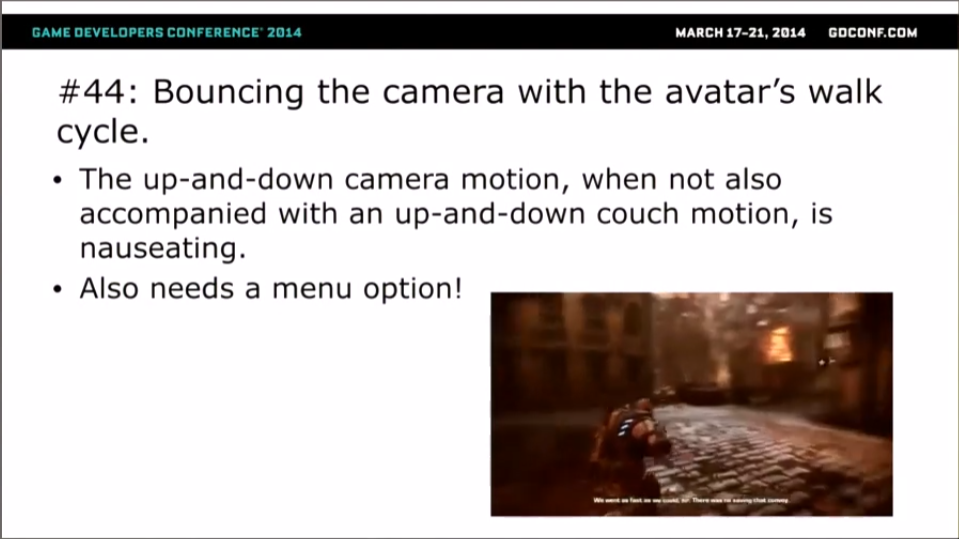 GAME DEVELOPERS CONFERENCE® 2014
MARCH 17–21, 2014 GDCONF.COM
#44: Bouncing the camera with the avatar's walk
cycle.
• The up-and-down camera motion, when not also
accompanied with an up-and-down couch motion, is
nauseating.
• Also needs a menu option!
We went as fast as we could, sir. There was no saving that convoy.